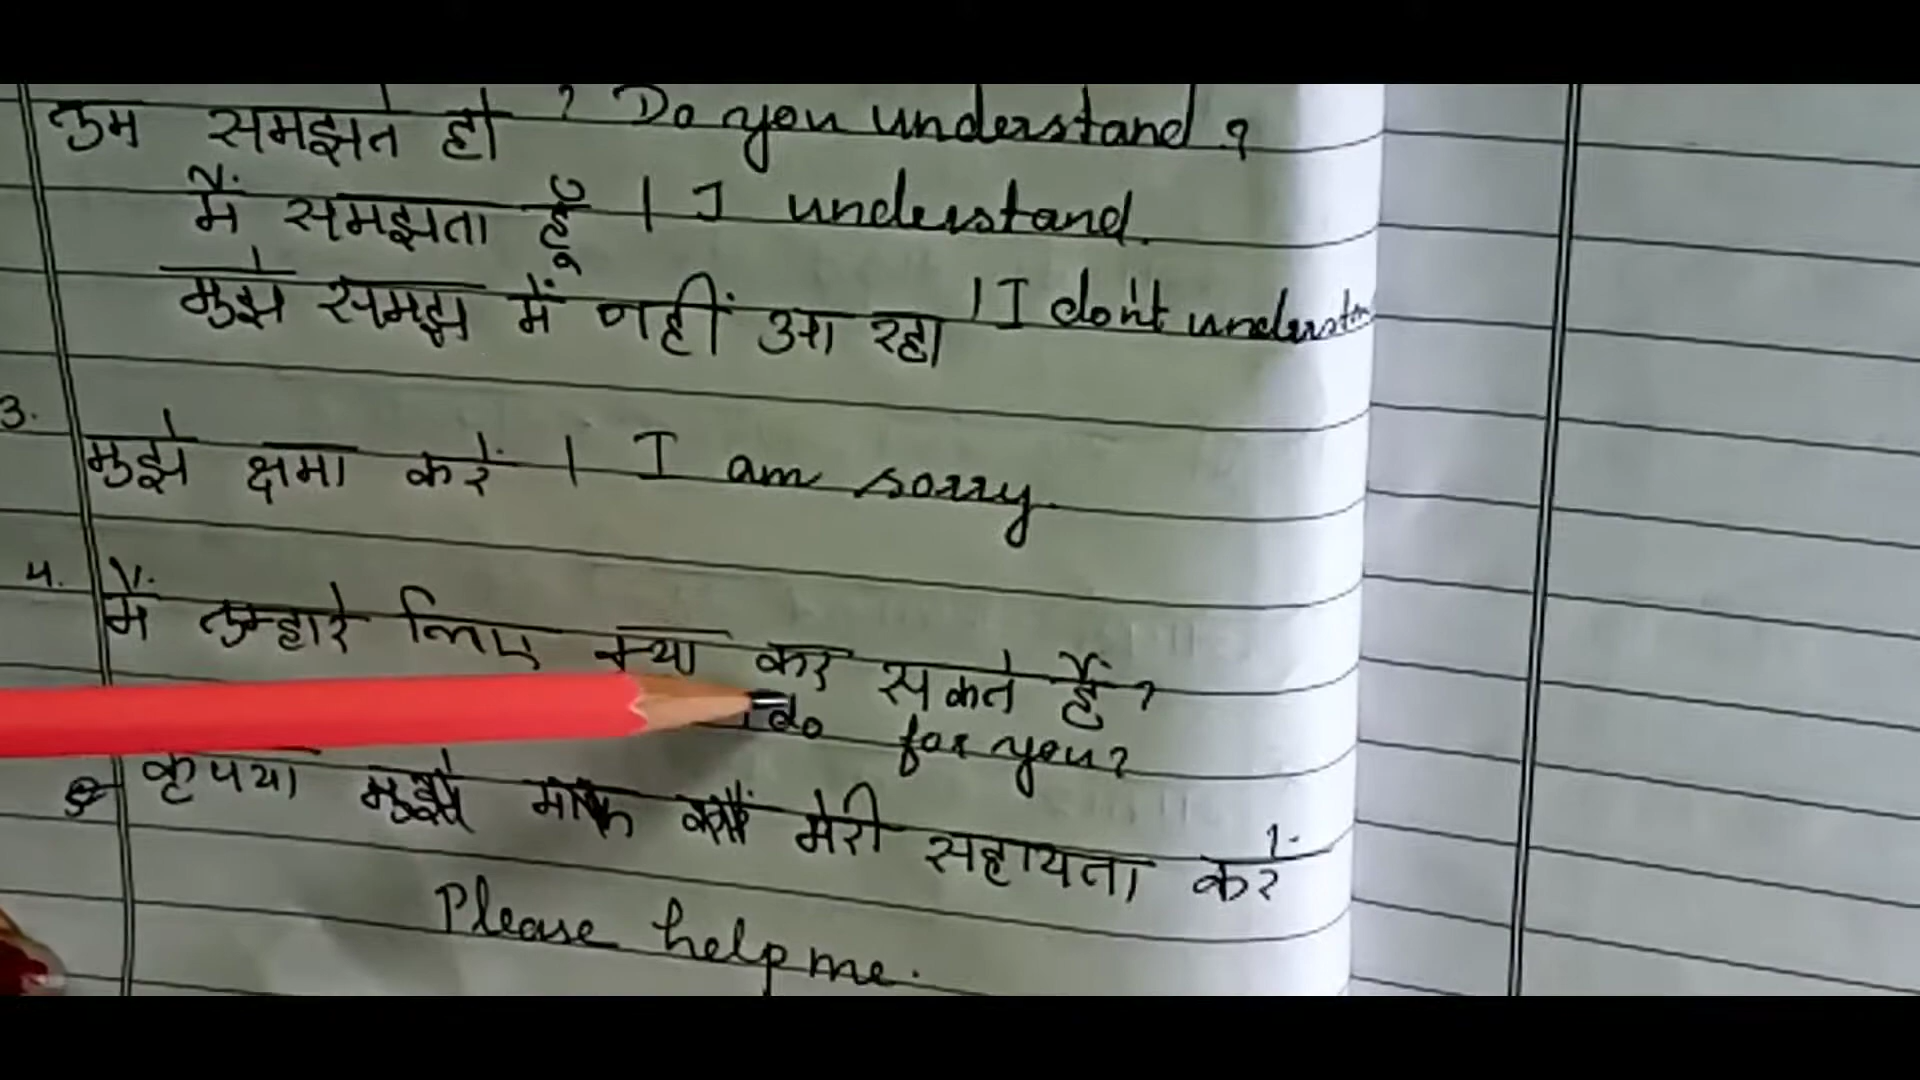 तुम समझते हो ? Do you understand ?
मैं समझता हूँ । I understand.
मुझे समझ में नहीं आ रहा । I don't
3. मुझे क्षमा करें । I am sorry.
4. मैं तुम्हारे लिए क्या कर सकते हैं ?
do for you?
5 कृपया मेरी सहायता करें
Please help me.